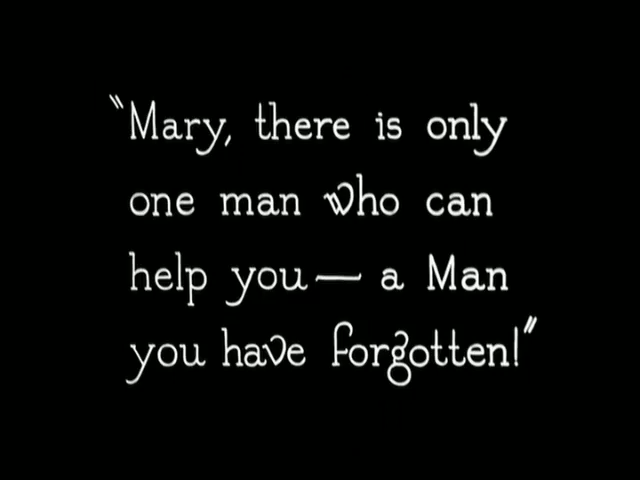 "Mary, there is only
one man who can
help you — a Man
you have forgotten!"